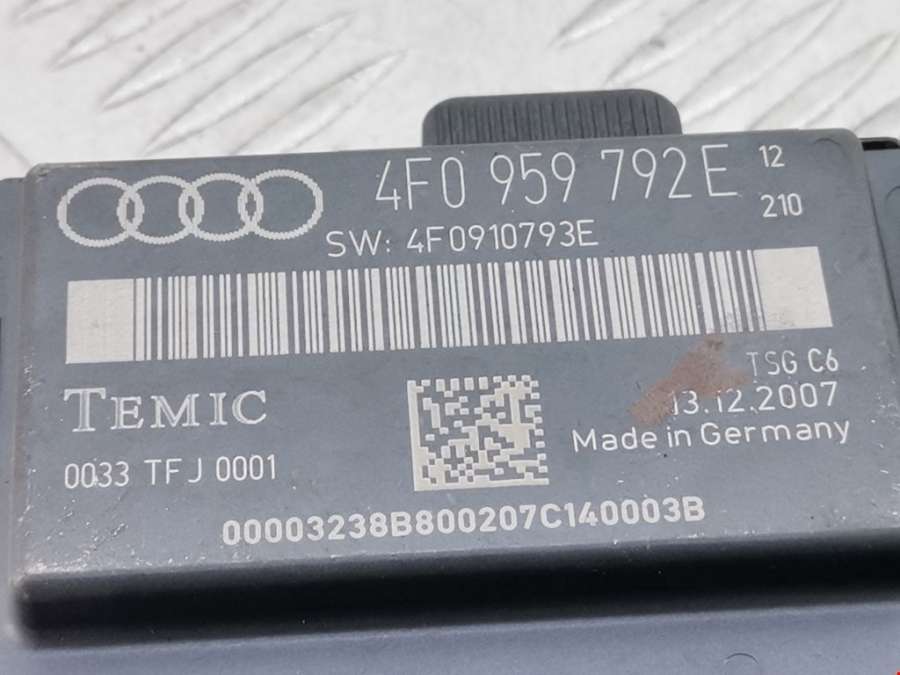 4F0 959 792E 12
210
SW: 4F0910793E
TSG C6
TEMIC 13.12.2007
Made in Germany
0033 TFJ 0001
00003238B800207C140003B